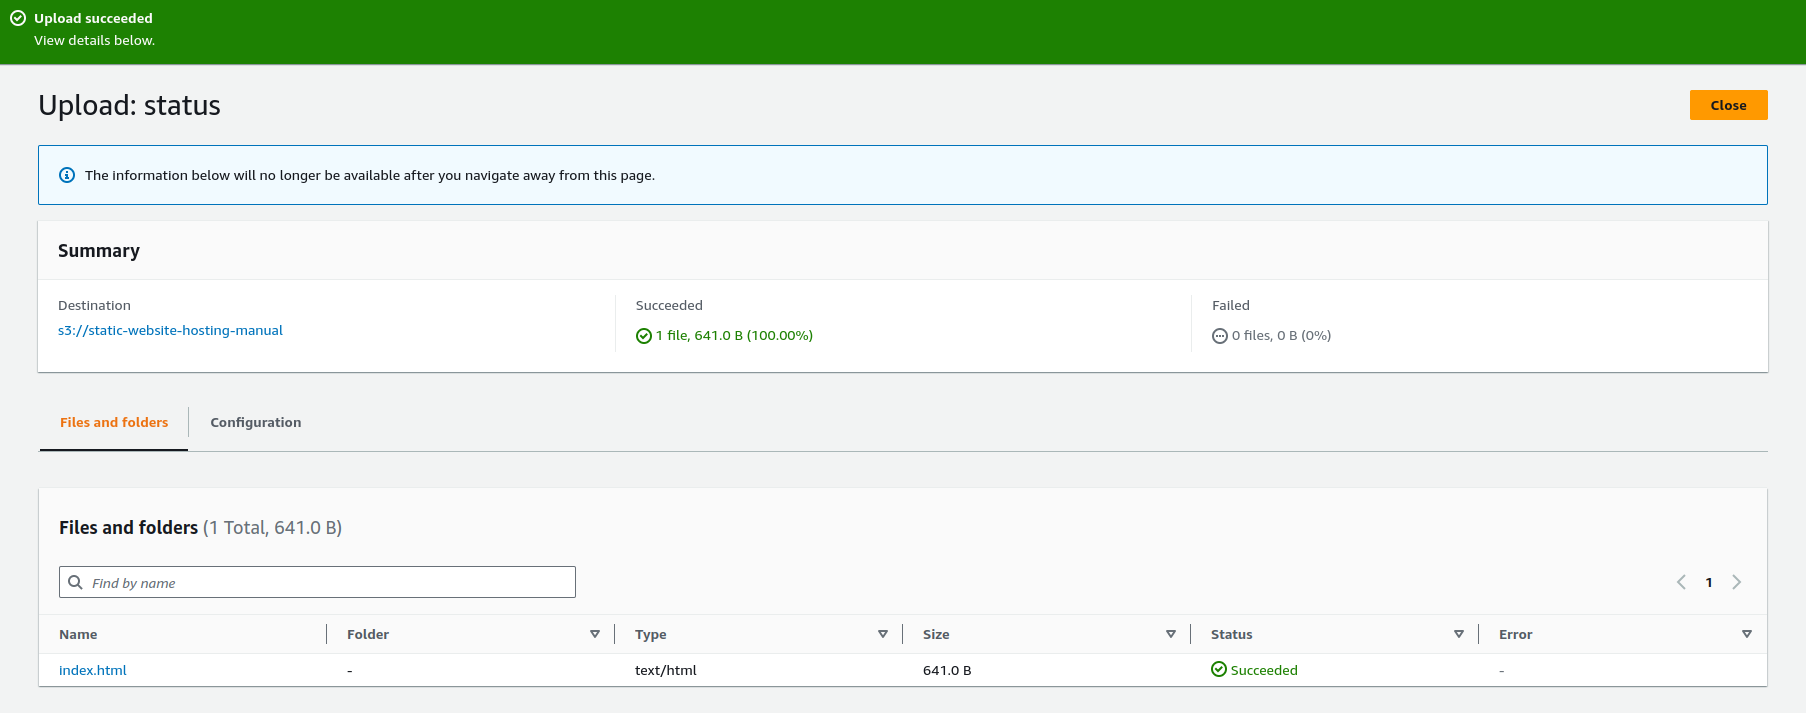 Upload succeeded
View details below.
Upload: status
Close
The information below will no longer be available after you navigate away from this page.
Summary
Destination
s3://static-website-hosting-manual
Succeeded
1 file, 641.0 B (100.00%)
Failed
0 files, 0 B (0%)
Files and folders
Configuration
Files and folders (1 Total, 641.0 B)
Find by name
1
Name Folder Type Size Status Error
index.html - text/html 641.0 B Succeeded -